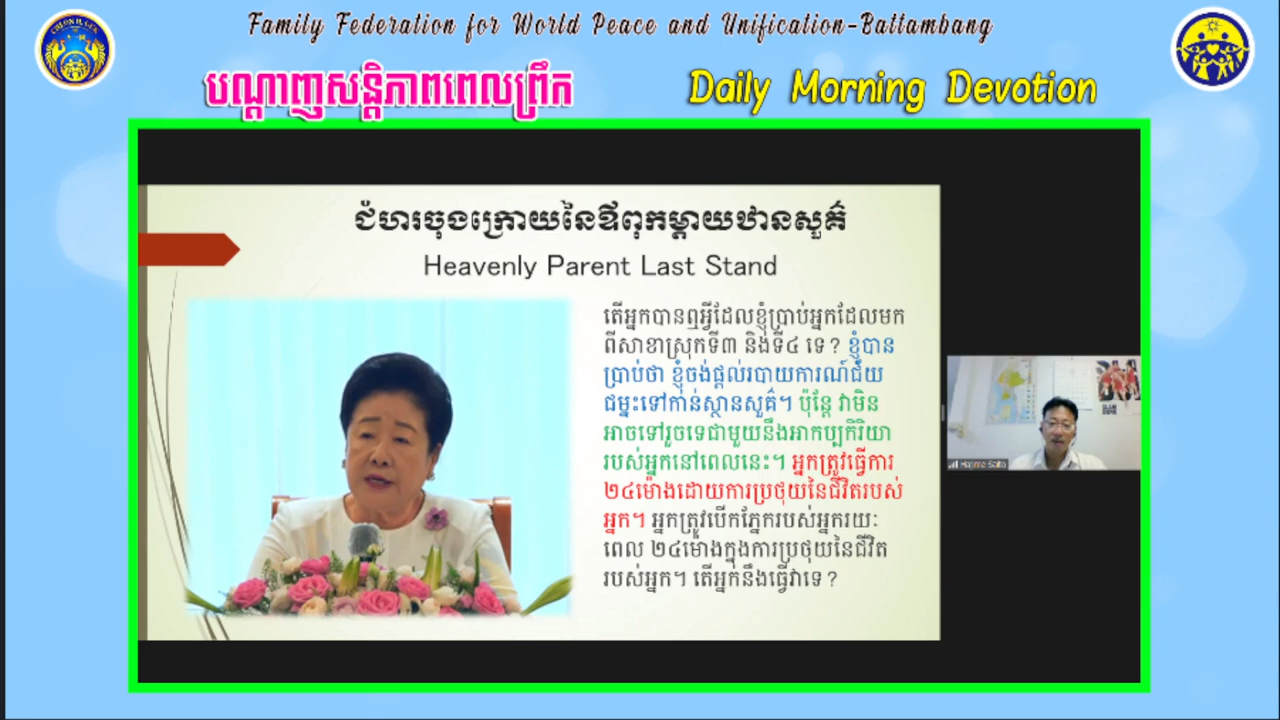 Family Federation for World Peace and Unification-Battambang
បណ្ដាញសន្តិភាពពេលព្រឹក
Daily Morning Devotion
ជំហរចុងក្រោយនៃឪពុកម្ដាយឋានសួគ៌
Heavenly Parent Last Stand
តើអ្នកបានឮអ្វីដែលខ្ញុំប្រាប់អ្នកដែលមក
ពីសាខាស្រុកទី៣ និងទី៤ ទេ? ខ្ញុំបាន
ប្រាប់ថា ខ្ញុំចង់ផ្ដល់របាយការណ៍ជ័យ
ជម្នះទៅកាន់ស្ថានសួគ៌។ ប៉ុន្តែ វាមិន
អាចទៅរួចទេជាមួយនឹងអាកប្បកិរិយា
របស់អ្នកនៅពេលនេះ។ អ្នកត្រូវធ្វើការ
២៤ម៉ោងដោយការប្រថុយនៃជីវិតរបស់
អ្នក។ អ្នកត្រូវបើកភ្នែករបស់អ្នករយៈ
ពេល ២៤ម៉ោងក្នុងការប្រថុយនៃជីវិត
របស់អ្នក។ តើអ្នកនឹងធ្វើវាទេ?
Hajime Saito